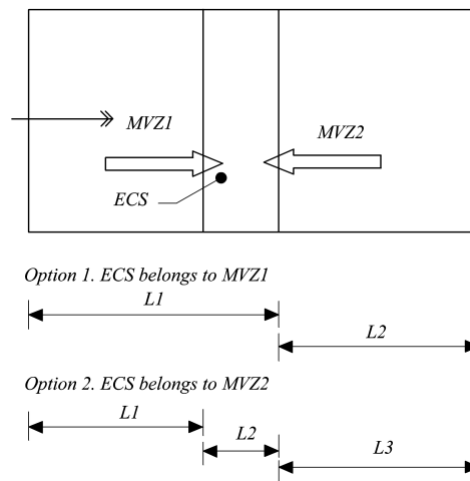 MVZ1
MVZ2
ECS
Option 1. ECS belongs to MVZ1
L1
L2
Option 2. ECS belongs to MVZ2
L1
L2
L3